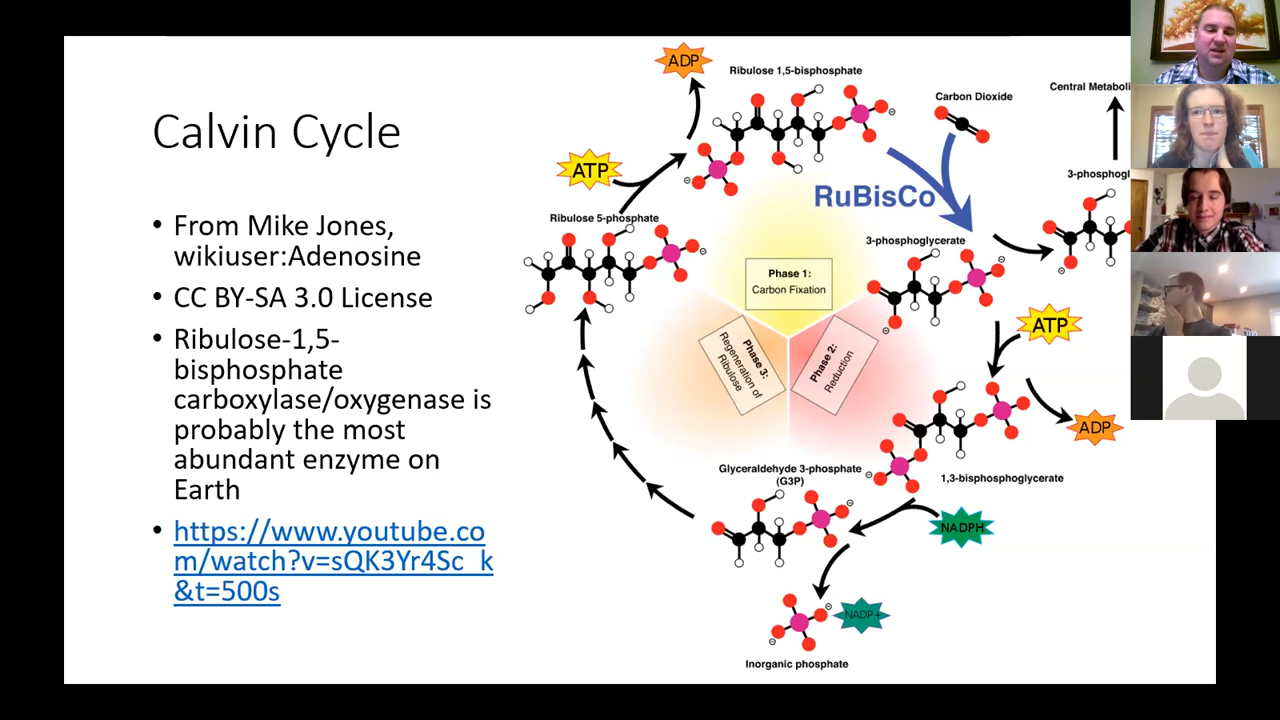 Calvin Cycle
• From Mike Jones,
wikiuser:Adenosine
• CC BY-SA 3.0 License
• Ribulose-1,5-
bisphosphate
carboxylase/oxygenase is
probably the most
abundant enzyme on
Earth
• https://www.youtube.co
m/watch?v=sQK3Yr4Sc_k
&t=500s
ADP
Ribulose 1,5-bisphosphate
Carbon Dioxide
Central Metaboli
ATP
RuBisCo
3-phosphogl
Ribulose 5-phosphate
3-phosphoglycerate
Phase 1:
Carbon Fixation
ATP
Phase 3:
Regeneration of
Ribulose
Phase 2:
Reduction
ADP
Glyceraldehyde 3-phosphate
(G3P)
1,3-bisphosphoglycerate
NADPH
NADP+
Inorganic phosphate